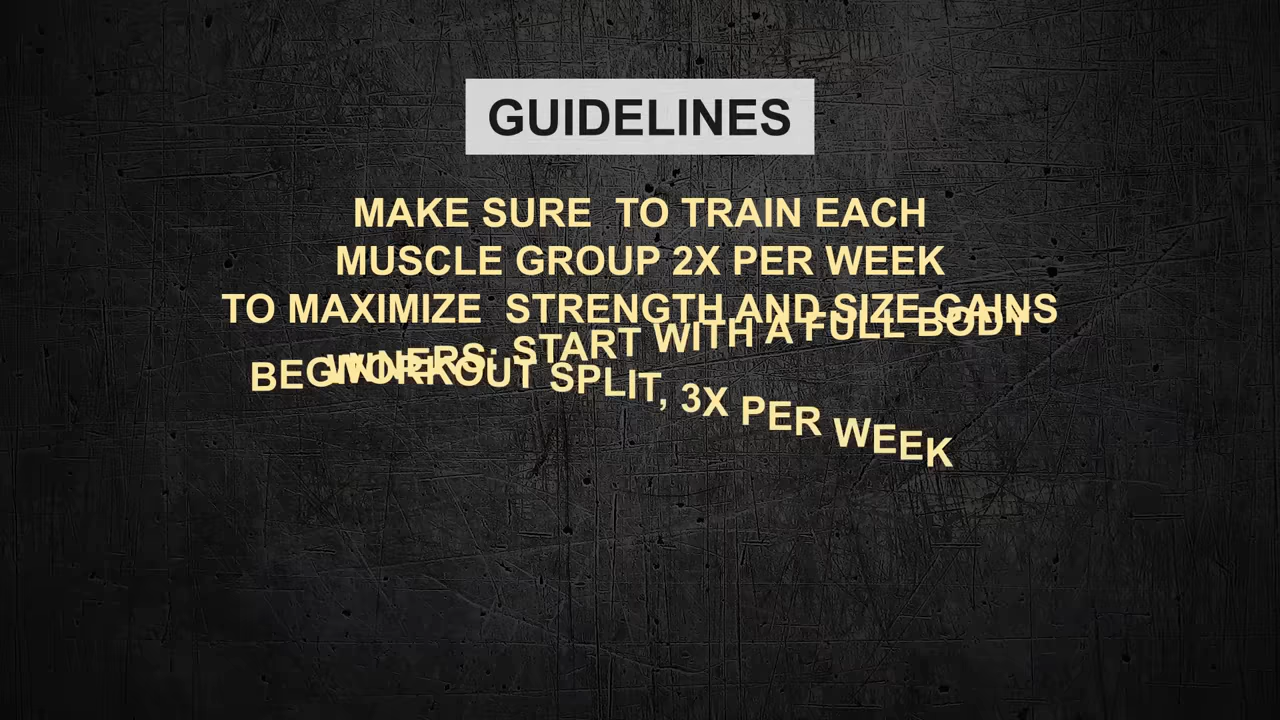 GUIDELINES
MAKE SURE TO TRAIN EACH
MUSCLE GROUP 2X PER WEEK
TO MAXIMIZE STRENGTH AND SIZE GAINS
BEGINNERS: START WITH A FULL BODY
WORKOUT SPLIT, 3X PER WEEK